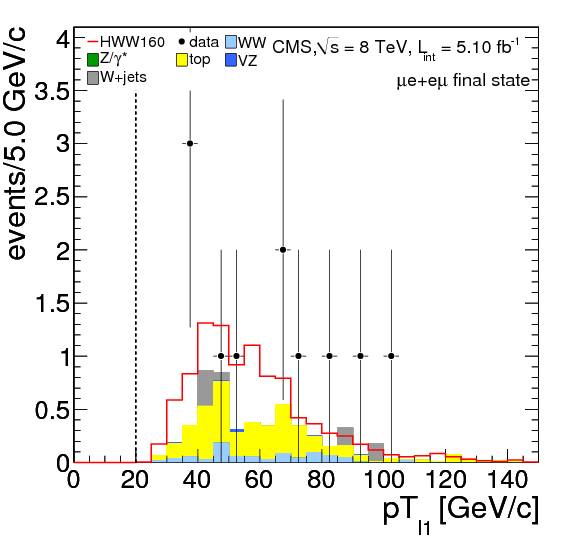 HWW160
data
WW
CMS,√s = 8 TeV, L_int = 5.10 fb⁻¹
Z/γ*
top
VZ
W+jets
μe+eμ final state
events/5.0 GeV/c
4
3.5
3
2.5
2
1.5
1
0.5
0
0 20 40 60 80 100 120 140
pT_l1 [GeV/c]